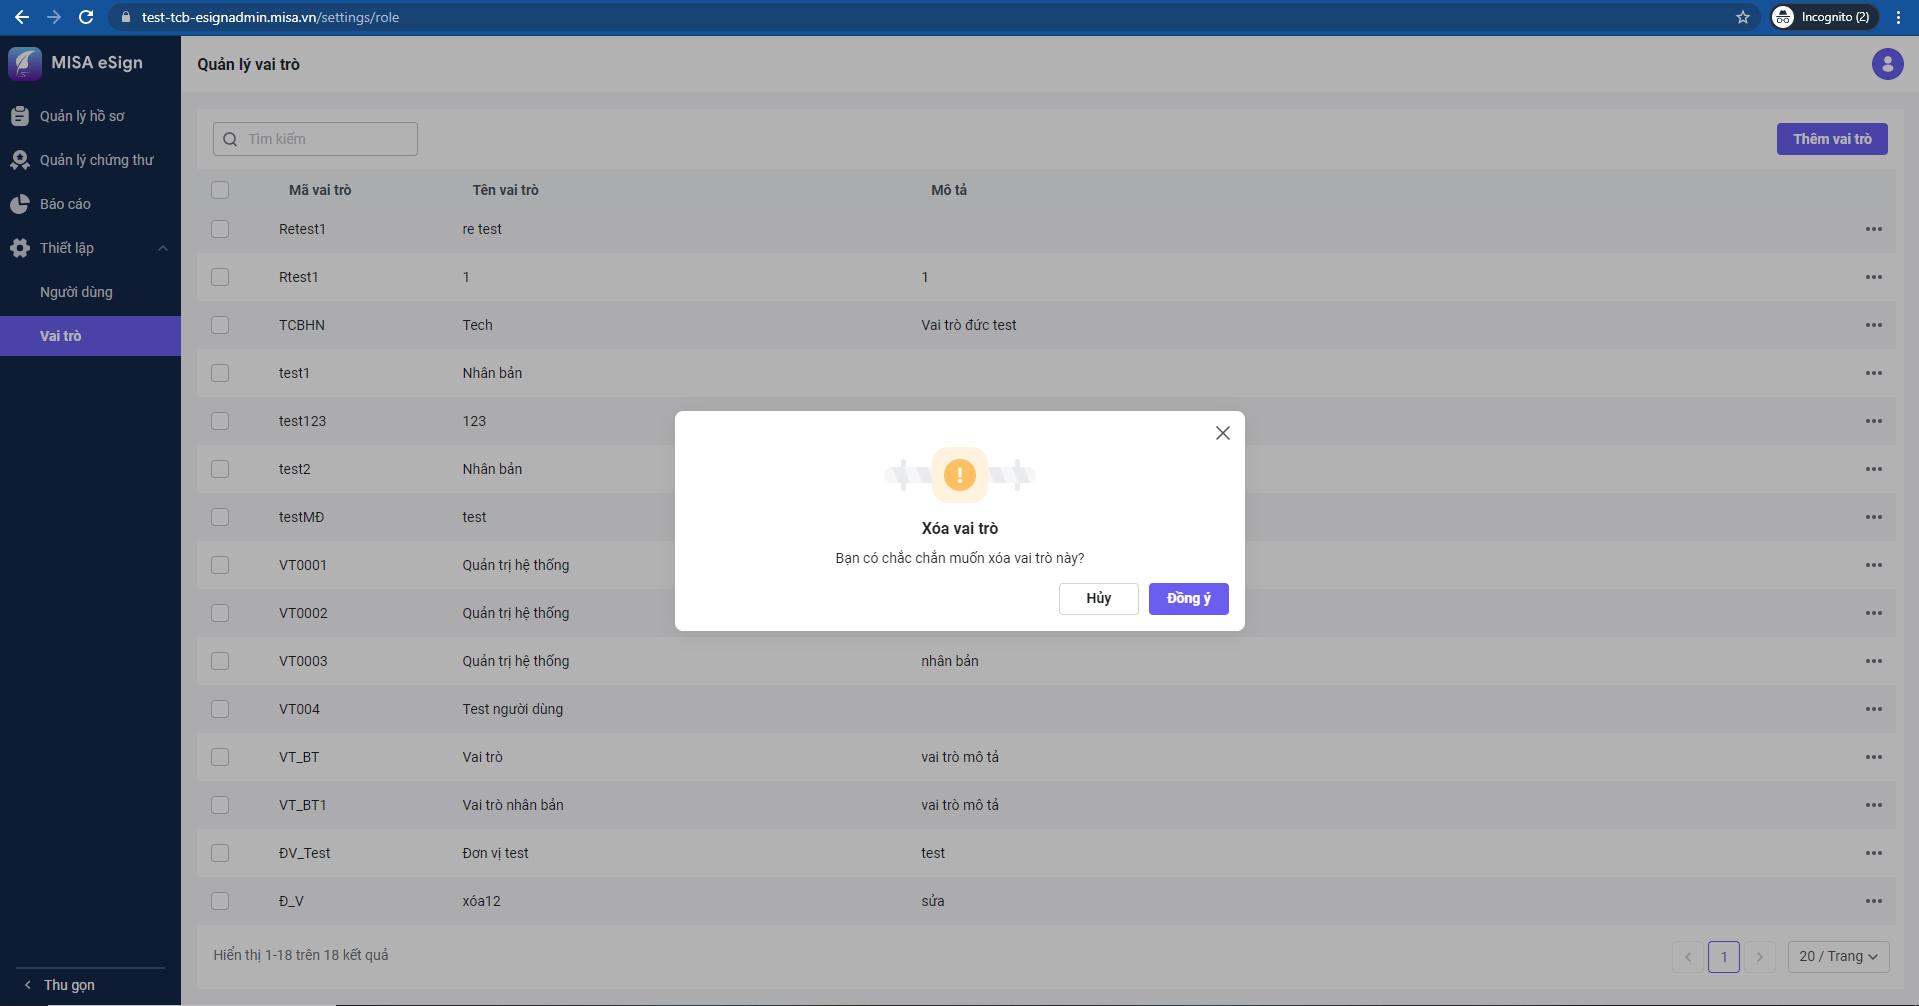 test-tcb-esignadmin.misa.vn/settings/role
Incognito (2)
MISA eSign
Quản lý vai trò
Quản lý hồ sơ
Quản lý chứng thư
Báo cáo
Thiết lập
Người dùng
Vai trò
Tìm kiếm
Thêm vai trò
Mã vai trò Tên vai trò Mô tả
Retest1 re test
Rtest1 1 1
TCBHN Tech Vai trò đức test
test1 Nhân bản
test123 123
test2 Nhân bản
testMĐ test
VT0001 Quản trị hệ thống
VT0002 Quản trị hệ thống
VT0003 Quản trị hệ thống nhân bản
VT004 Test người dùng
VT_BT Vai trò vai trò mô tả
VT_BT1 Vai trò nhân bản vai trò mô tả
ĐV_Test Đơn vị test test
Đ_V xóa12 sửa
Xóa vai trò
Bạn có chắc chắn muốn xóa vai trò này?
Hủy Đồng ý
Hiển thị 1-18 trên 18 kết quả
1
20 / Trang
Thu gọn